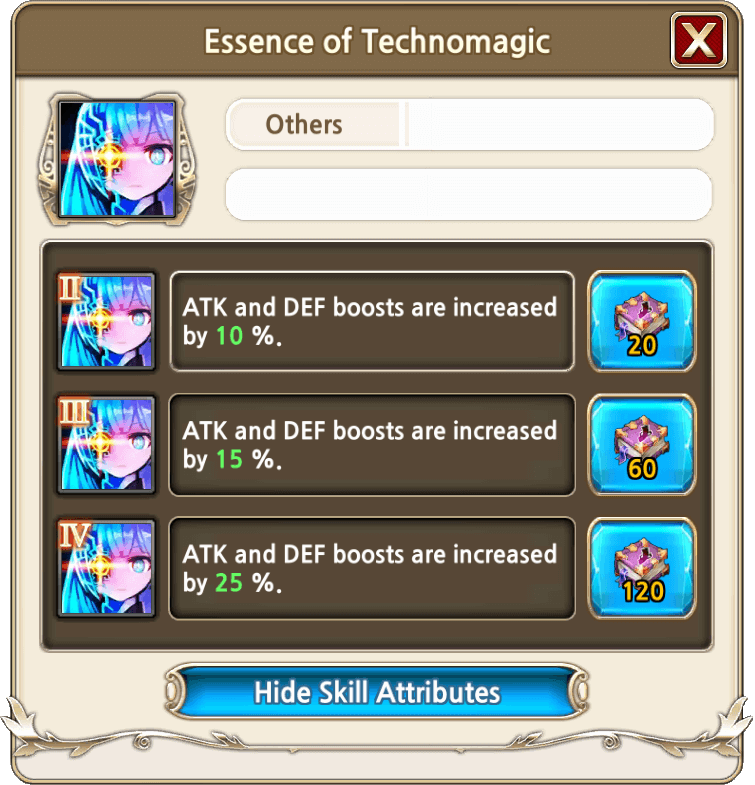 Essence of Technomagic
X
Others
II
ATK and DEF boosts are increased
by 10 %.
20
III
ATK and DEF boosts are increased
by 15 %.
60
IV
ATK and DEF boosts are increased
by 25 %.
120
Hide Skill Attributes